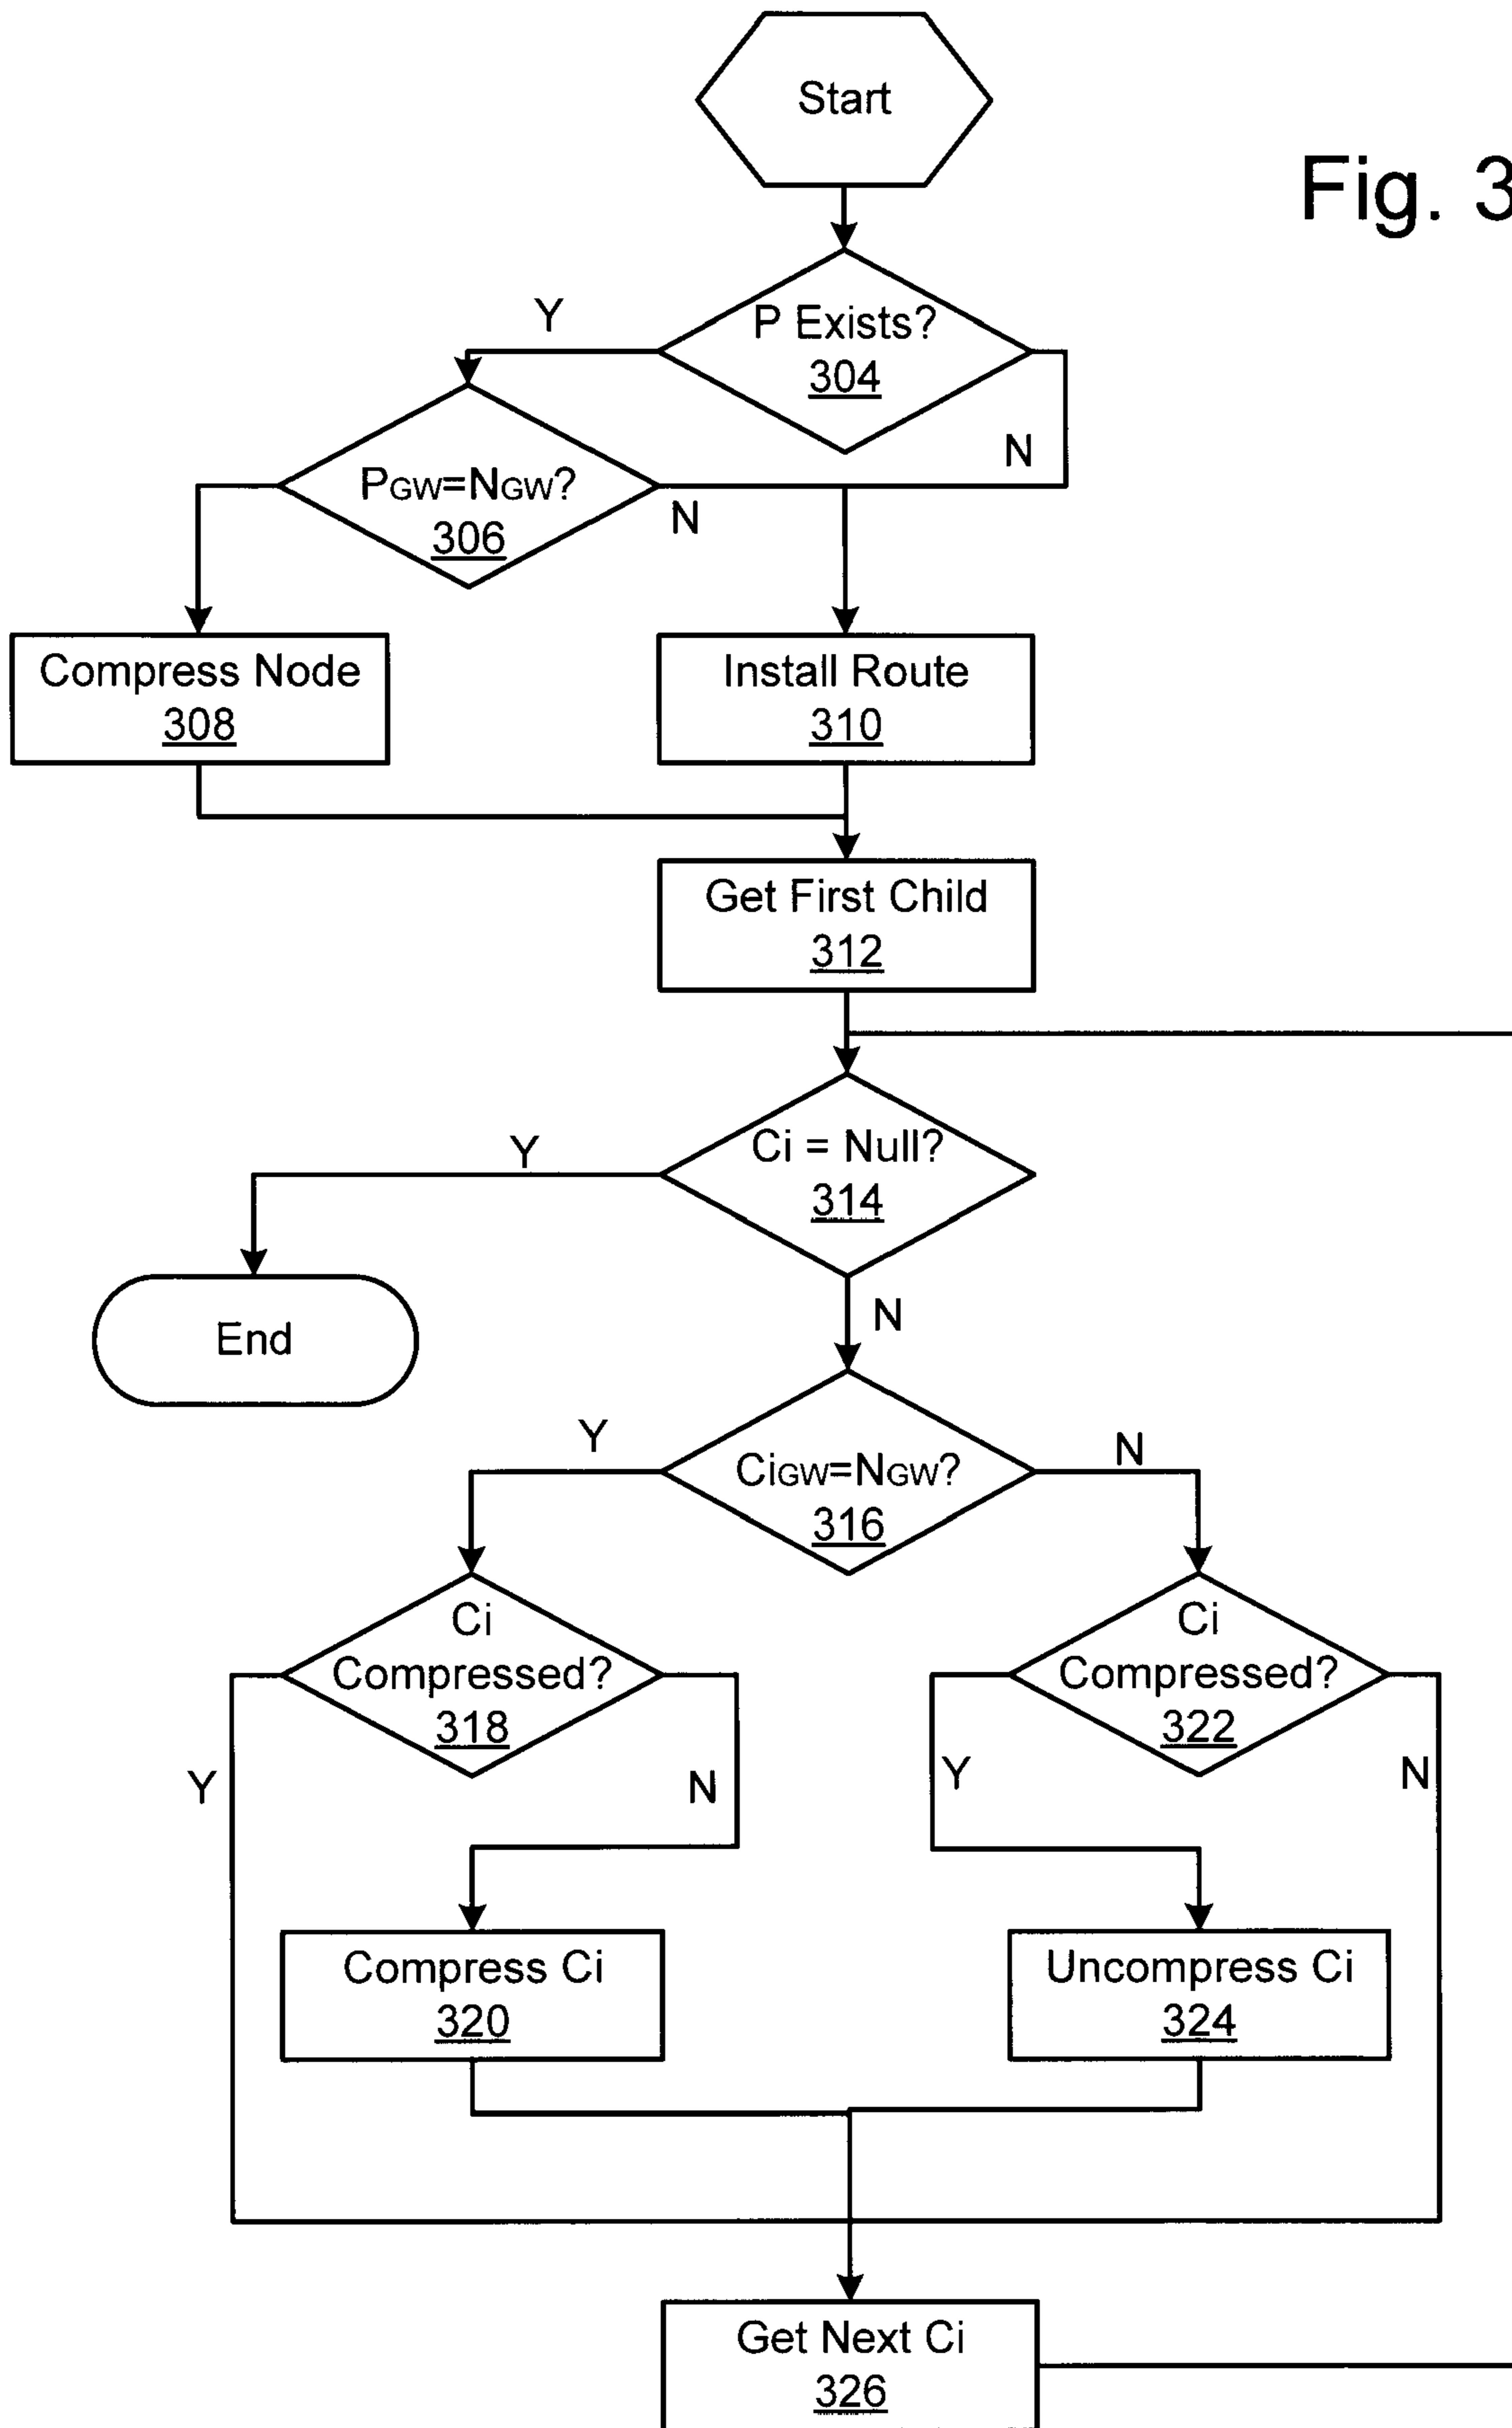 Start
Fig. 3
Y
P Exists?
304
N
PGW=NGW?
306
N
Compress Node
308
Install Route
310
Get First Child
312
Y
Ci = Null?
314
N
End
Y
CiGW=NGW?
316
N
Ci
Compressed?
318
Ci
Compressed?
322
Y
N
Y
N
Compress Ci
320
Uncompress Ci
324
Get Next Ci
326